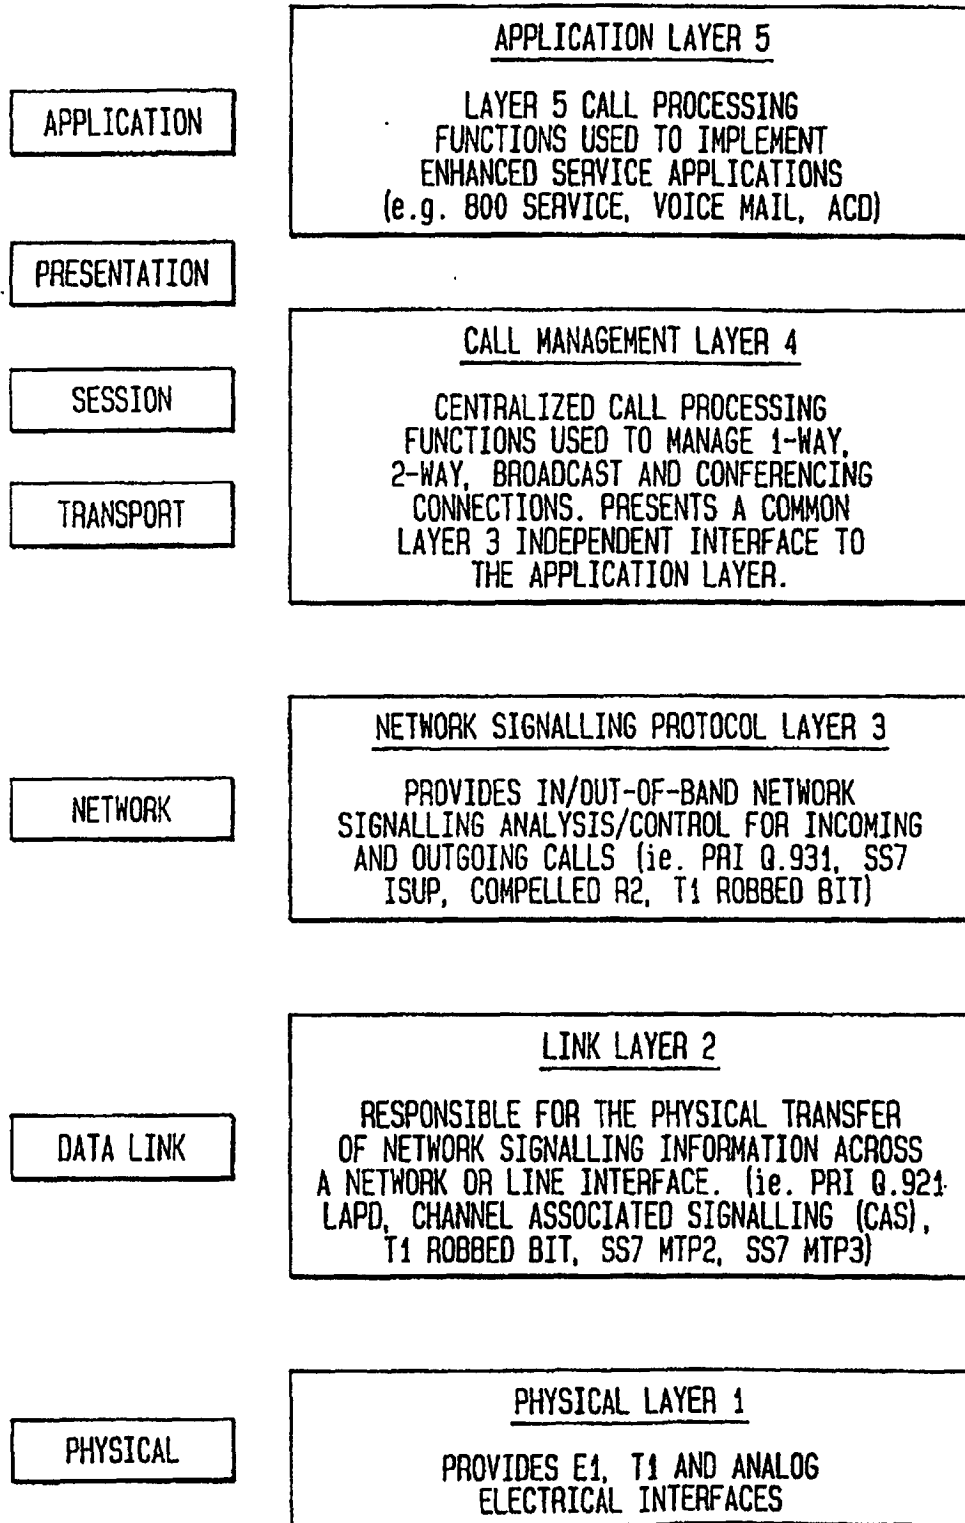 APPLICATION
APPLICATION LAYER 5
LAYER 5 CALL PROCESSING
FUNCTIONS USED TO IMPLEMENT
ENHANCED SERVICE APPLICATIONS
(e.g. 800 SERVICE, VOICE MAIL, ACD)
PRESENTATION
SESSION
TRANSPORT
CALL MANAGEMENT LAYER 4
CENTRALIZED CALL PROCESSING
FUNCTIONS USED TO MANAGE 1-WAY,
2-WAY, BROADCAST AND CONFERENCING
CONNECTIONS. PRESENTS A COMMON
LAYER 3 INDEPENDENT INTERFACE TO
THE APPLICATION LAYER.
NETWORK
NETWORK SIGNALLING PROTOCOL LAYER 3
PROVIDES IN/OUT-OF-BAND NETWORK
SIGNALLING ANALYSIS/CONTROL FOR INCOMING
AND OUTGOING CALLS (ie. PRI Q.931, SS7
ISUP, COMPELLED R2, T1 ROBBED BIT)
DATA LINK
LINK LAYER 2
RESPONSIBLE FOR THE PHYSICAL TRANSFER
OF NETWORK SIGNALLING INFORMATION ACROSS
A NETWORK OR LINE INTERFACE. (ie. PRI Q.921
LAPD, CHANNEL ASSOCIATED SIGNALLING (CAS),
T1 ROBBED BIT, SS7 MTP2, SS7 MTP3)
PHYSICAL
PHYSICAL LAYER 1
PROVIDES E1, T1 AND ANALOG
ELECTRICAL INTERFACES